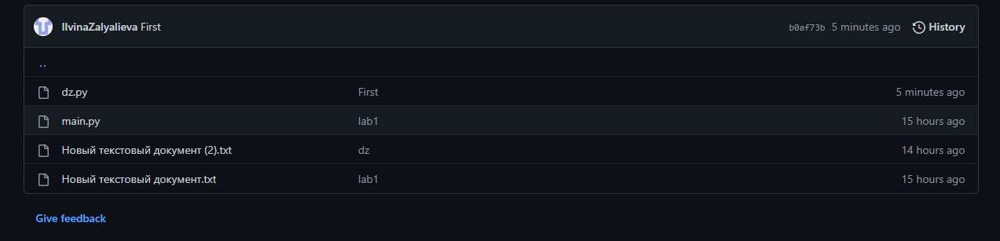 IlvinaZalyalieva First b0af73b 5 minutes ago History
..
dz.py First 5 minutes ago
main.py lab1 15 hours ago
Новый текстовый документ (2).txt dz 14 hours ago
Новый текстовый документ.txt lab1 15 hours ago
Give feedback